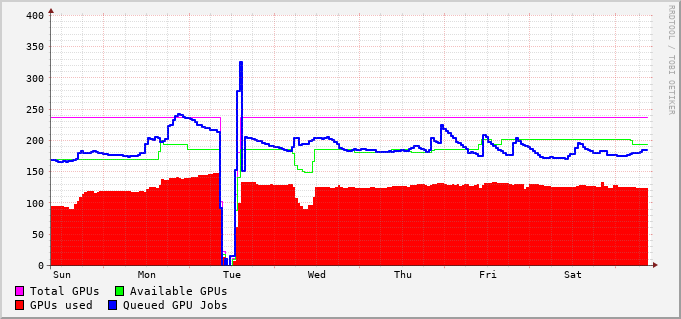 400
350
300
250
200
150
100
50
0
Sun Mon Tue Wed Thu Fri Sat
Total GPUs Available GPUs
GPUs used Queued GPU Jobs
RRDTOOL / TOBI OETIKER